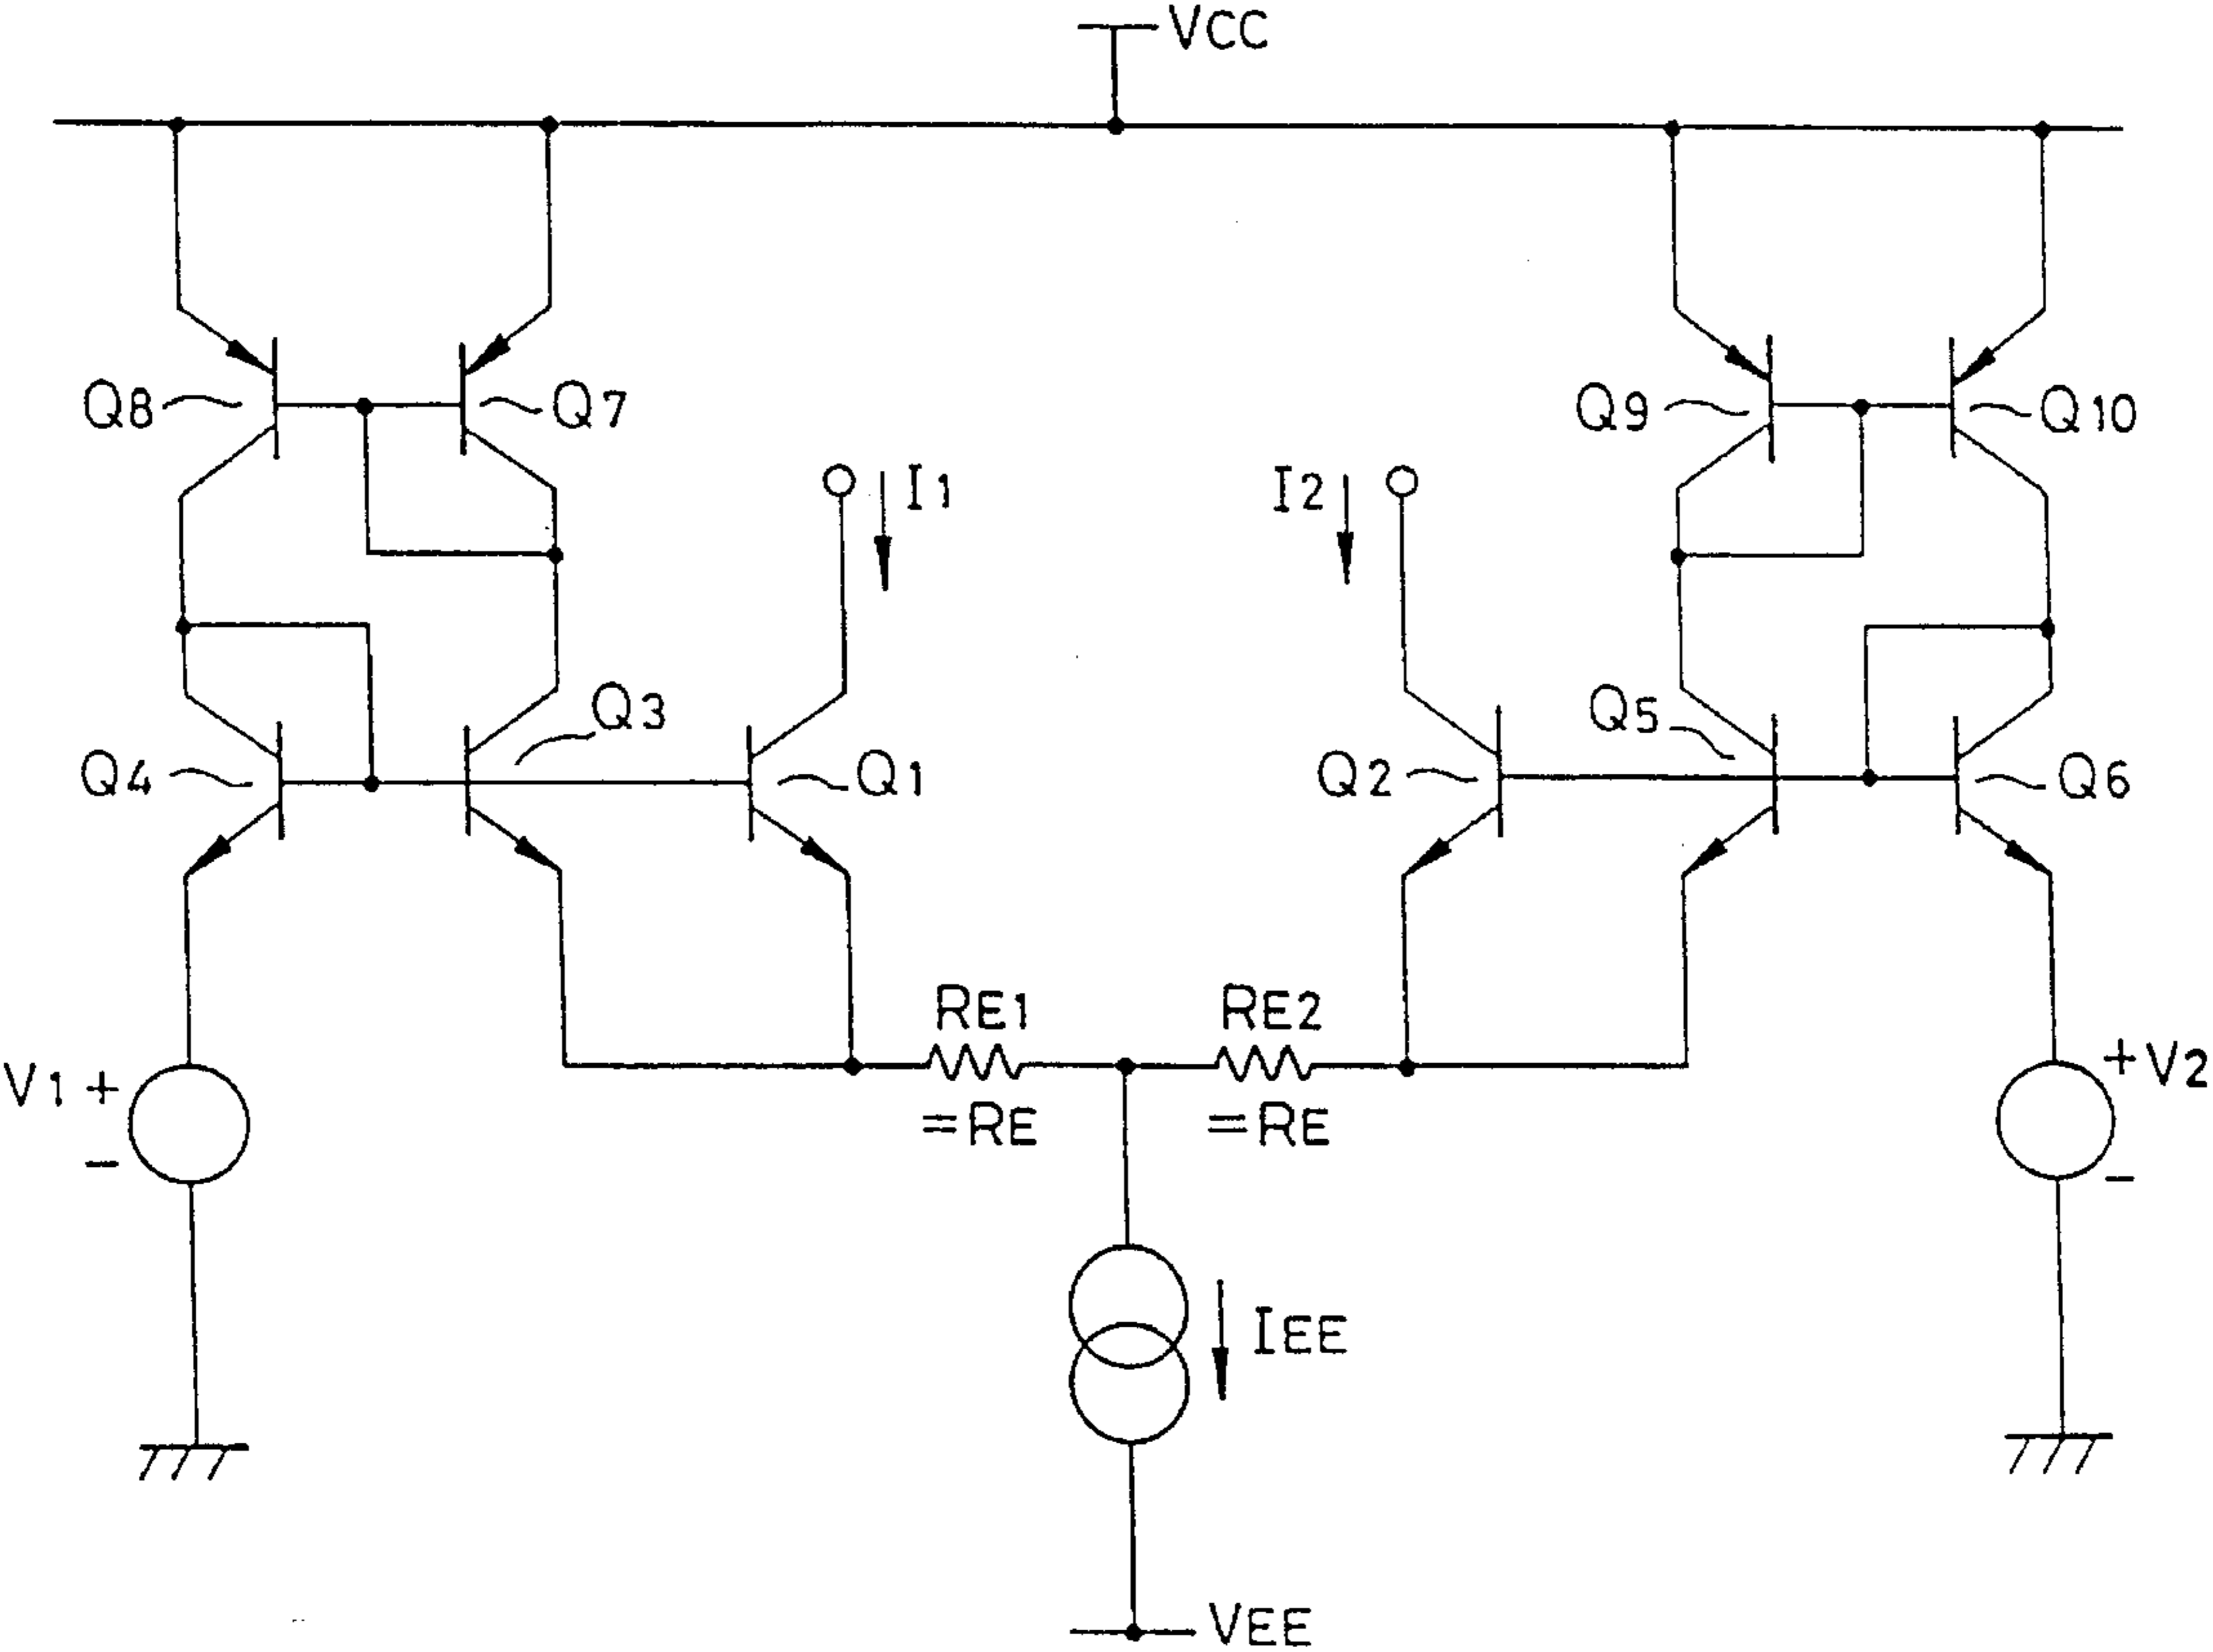 VCC
Q8
Q7
Q9
Q10
I1
I2
Q4
Q3
Q1
Q2
Q5
Q6
V1 +
-
RE1
=RE
RE2
=RE
+ V2
-
IEE
VEE